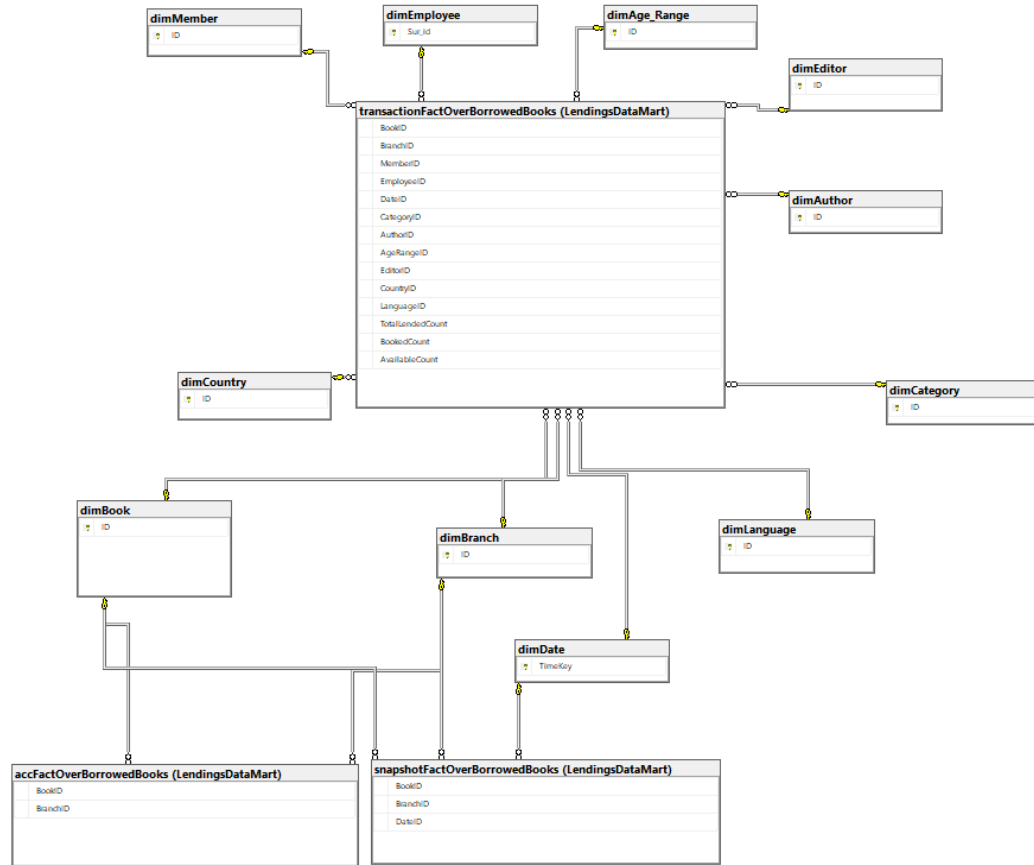 dimMember
ID
dimEmployee
Sur_id
dimAge_Range
ID
dimEditor
ID
transactionFactOverBorrowedBooks (LendingsDataMart)
BookID
BranchID
MemberID
EmployeeID
DateID
CategoryID
AuthorID
AgeRangeID
EditorID
CountryID
LanguageID
TotalLendedCount
BookedCount
AvailableCount
dimAuthor
ID
dimCountry
ID
dimCategory
ID
dimBook
ID
dimBranch
ID
dimLanguage
ID
dimDate
TimeKey
accFactOverBorrowedBooks (LendingsDataMart)
BookID
BranchID
snapshotFactOverBorrowedBooks (LendingsDataMart)
BookID
BranchID
DateID